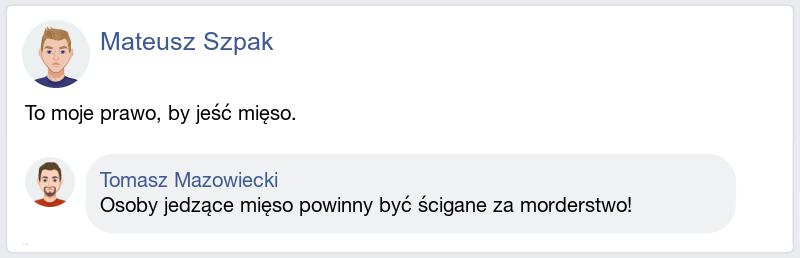 Mateusz Szpak
To moje prawo, by jeść mięso.
Tomasz Mazowiecki
Osoby jedzące mięso powinny być ścigane za morderstwo!